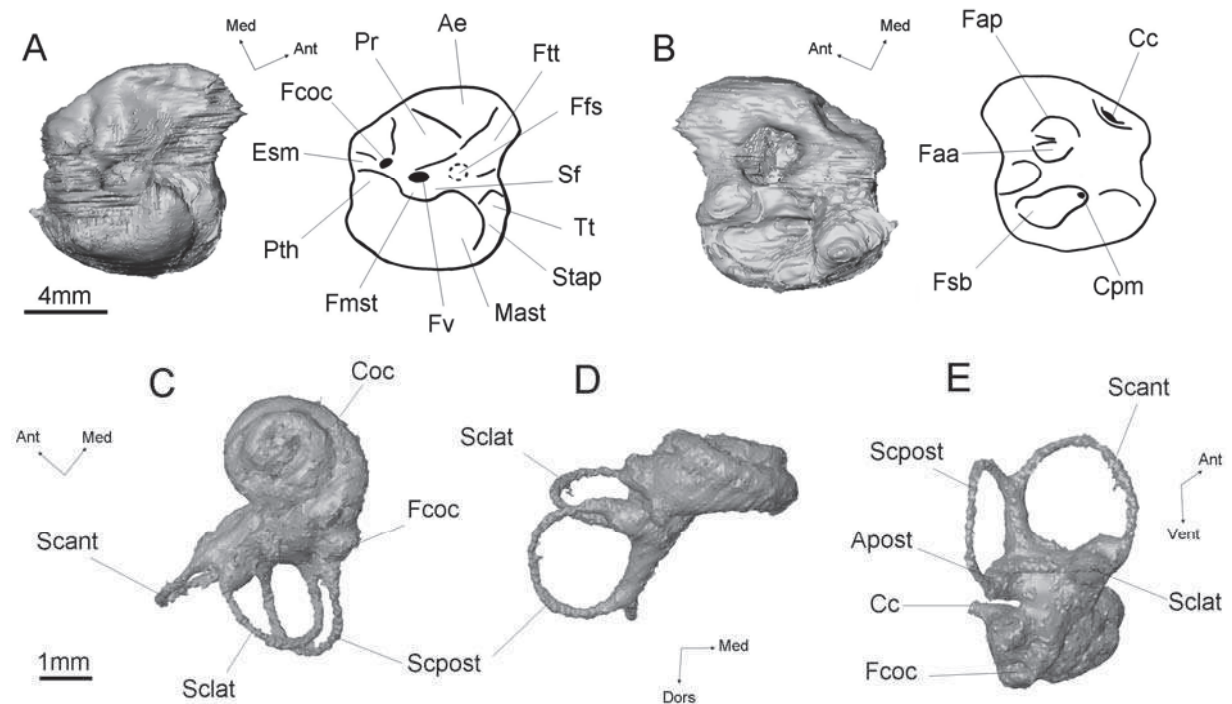 A
Med
Ant
Pr
Ae
Ftt
Fcoc
Ffs
Esm
Sf
Pth
Tt
Stap
Fmst
Fv
Mast
4mm
B
Ant
Med
Fap
Cc
Faa
Fsb
Cpm
C
Coc
Ant
Med
Fcoc
Scant
Sclat
Scpost
1mm
D
Sclat
Med
Dors
E
Scant
Scpost
Ant
Vent
Apost
Cc
Sclat
Fcoc